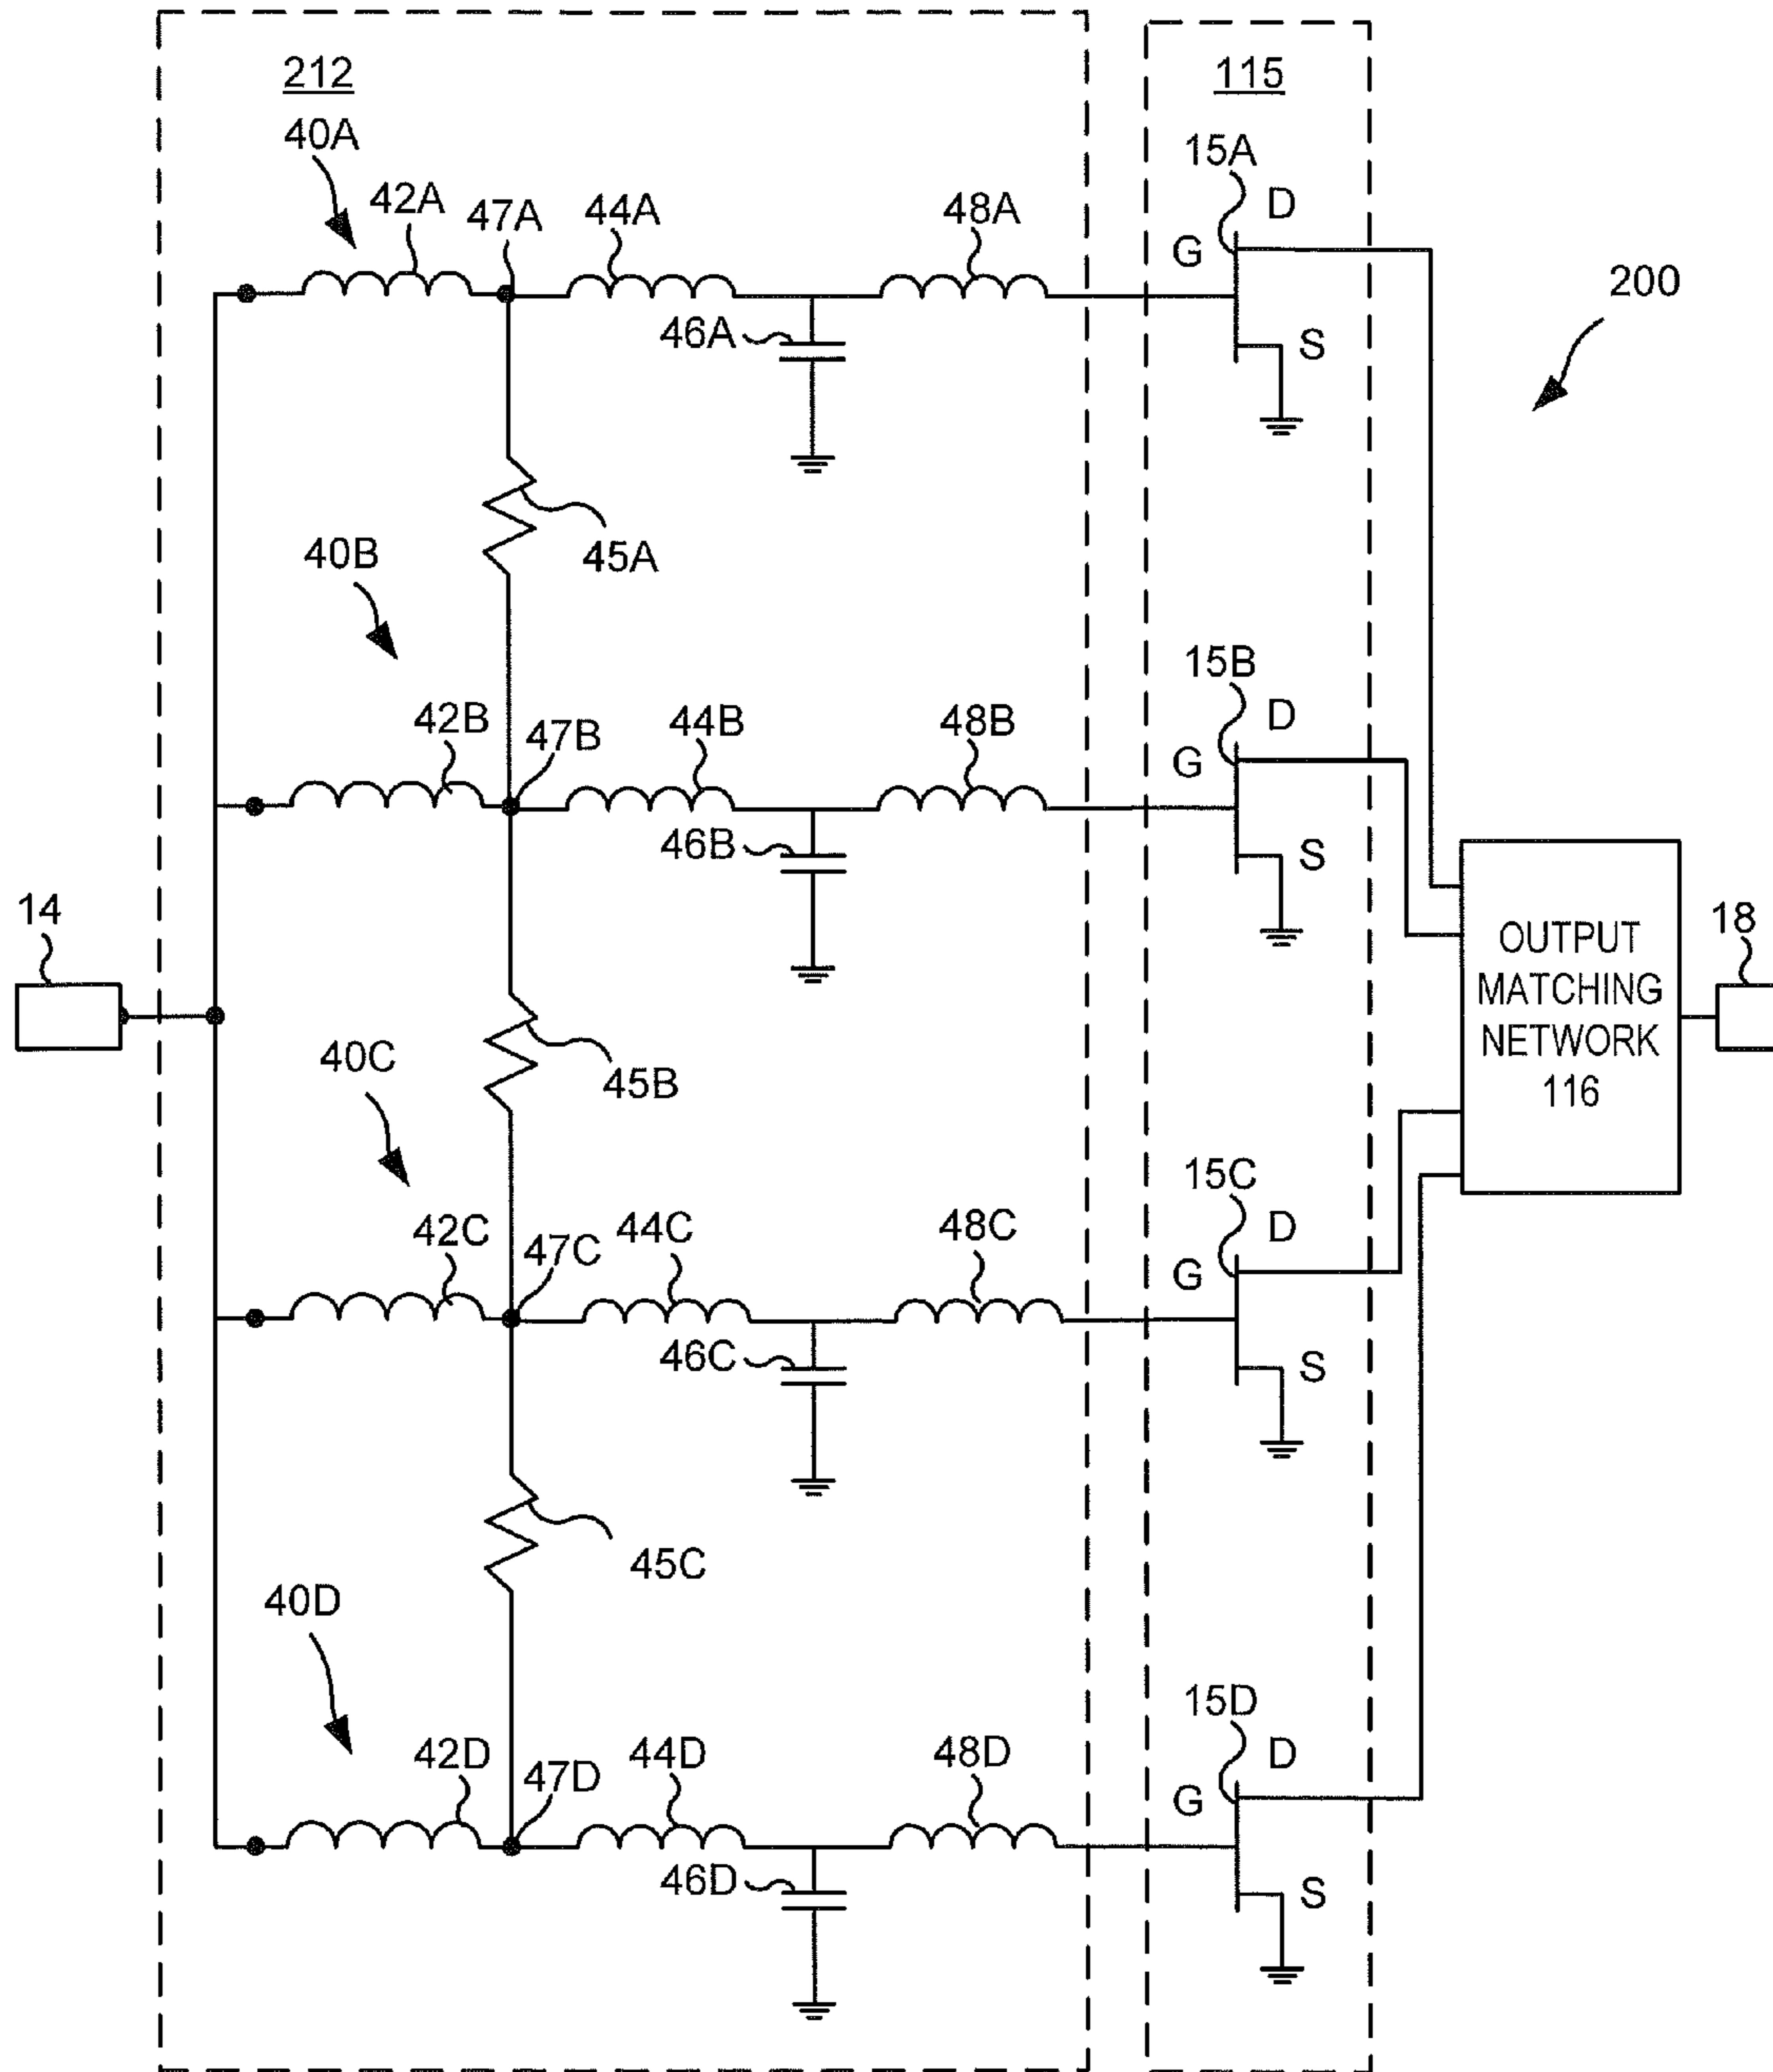 212
115
40A
15A
42A
47A
44A
48A
D
G
200
46A
S
45A
40B
15B
42B
47B
44B
48B
D
G
46B
S
14
18
OUTPUT
MATCHING
NETWORK
116
40C
45B
15C
42C
47C
44C
48C
D
G
46C
S
45C
40D
15D
42D
47D
44D
48D
D
G
46D
S